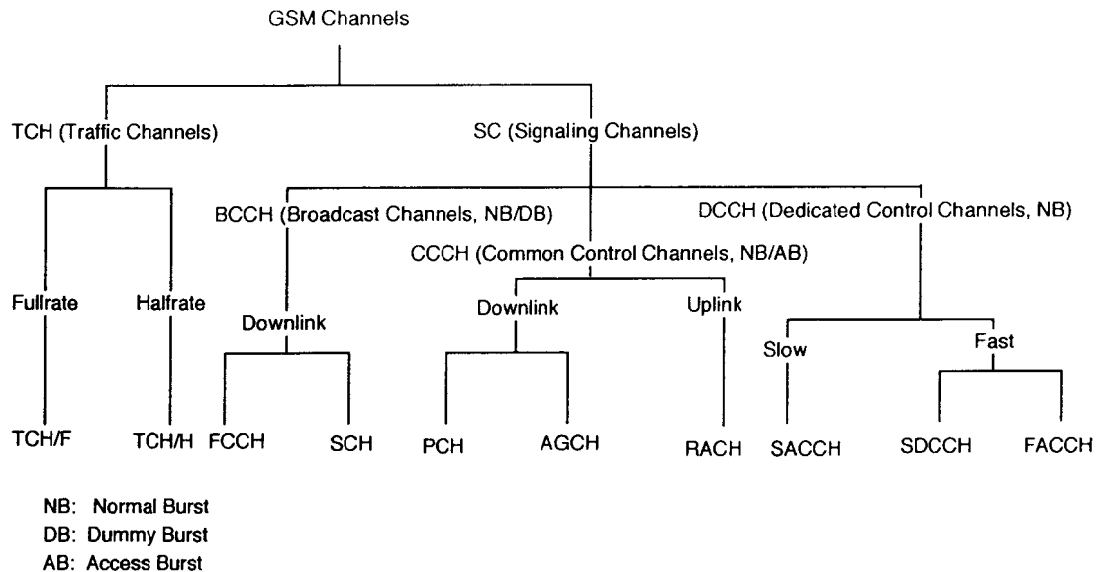 GSM Channels
TCH (Traffic Channels)
SC (Signaling Channels)
BCCH (Broadcast Channels, NB/DB)
DCCH (Dedicated Control Channels, NB)
CCCH (Common Control Channels, NB/AB)
Fullrate
Halfrate
Downlink
Downlink
Uplink
Slow
Fast
TCH/F
TCH/H
FCCH
SCH
PCH
AGCH
RACH
SACCH
SDCCH
FACCH
NB: Normal Burst
DB: Dummy Burst
AB: Access Burst